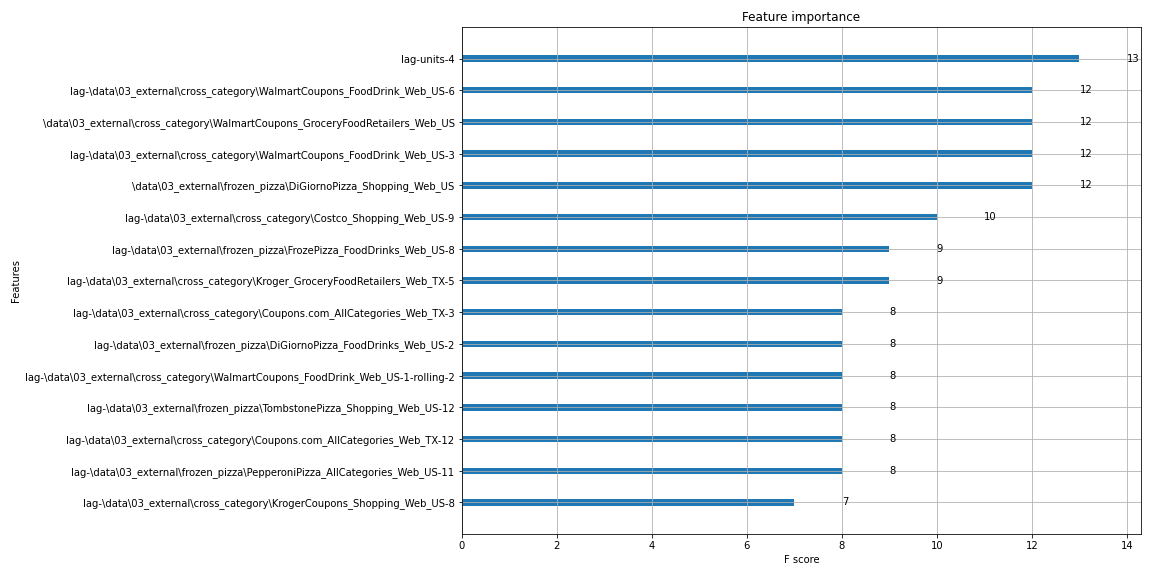 Feature importance
lag-units-4 13
lag-\data\03_external\cross_category\WalmartCoupons_FoodDrink_Web_US-6 12
\data\03_external\cross_category\WalmartCoupons_GroceryFoodRetailers_Web_US 12
lag-\data\03_external\cross_category\WalmartCoupons_FoodDrink_Web_US-3 12
\data\03_external\frozen_pizza\DiGiornoPizza_Shopping_Web_US 12
lag-\data\03_external\cross_category\Costco_Shopping_Web_US-9 10
lag-\data\03_external\frozen_pizza\FrozePizza_FoodDrinks_Web_US-8 9
lag-\data\03_external\cross_category\Kroger_GroceryFoodRetailers_Web_TX-5 9
lag-\data\03_external\cross_category\Coupons.com_AllCategories_Web_TX-3 8
lag-\data\03_external\frozen_pizza\DiGiornoPizza_FoodDrinks_Web_US-2 8
lag-\data\03_external\cross_category\WalmartCoupons_FoodDrink_Web_US-1-rolling-2 8
lag-\data\03_external\frozen_pizza\TombstonePizza_Shopping_Web_US-12 8
lag-\data\03_external\cross_category\Coupons.com_AllCategories_Web_TX-12 8
lag-\data\03_external\frozen_pizza\PepperoniPizza_AllCategories_Web_US-11 8
lag-\data\03_external\cross_category\KrogerCoupons_Shopping_Web_US-8 7
Features
0 2 4 6 8 10 12 14
F score